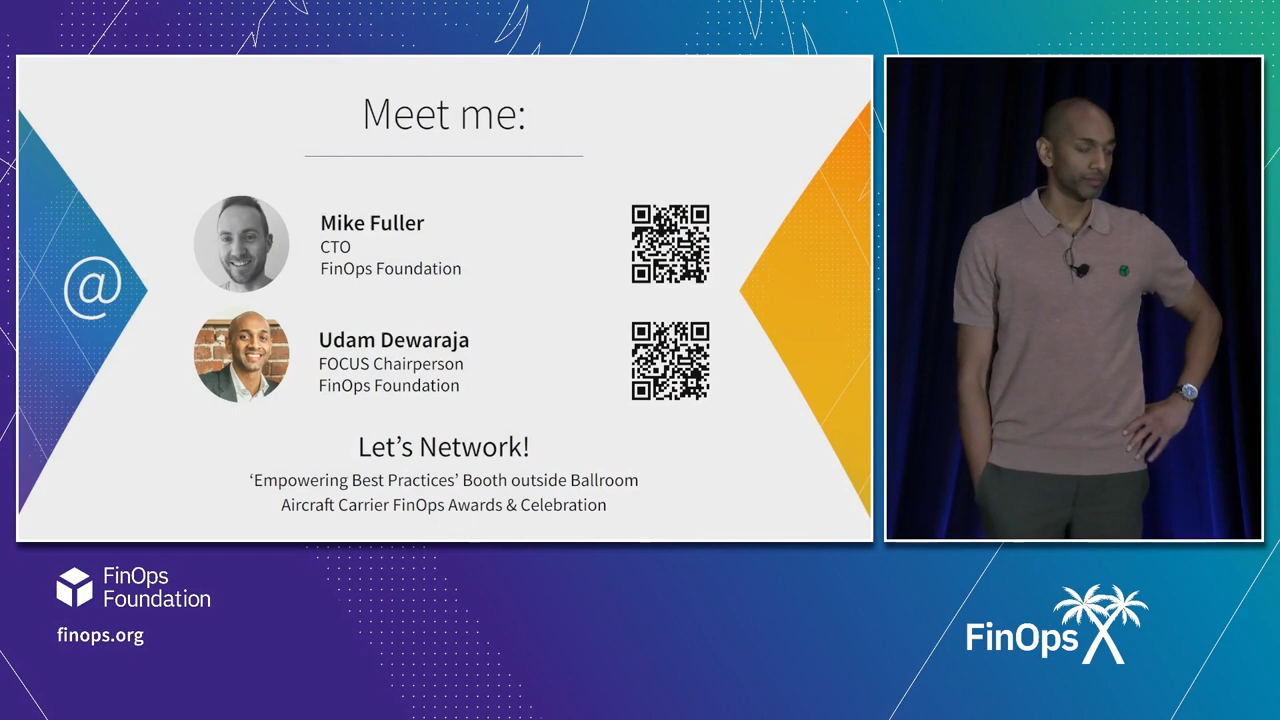 Meet me:
@
Mike Fuller
CTO
FinOps Foundation
Udam Dewaraja
FOCUS Chairperson
FinOps Foundation
Let’s Network!
‘Empowering Best Practices’ Booth outside Ballroom
Aircraft Carrier FinOps Awards & Celebration
FinOps
Foundation
finops.org
FinOps X